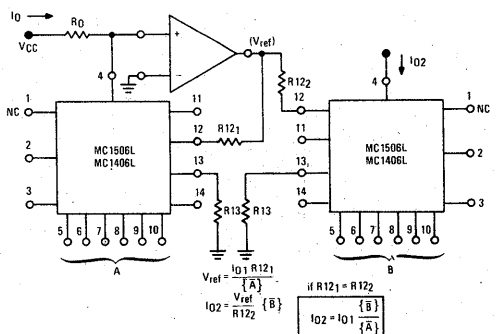 I0 → R0
VCC
+
−
(Vref)
4
R122
I02
4
NC 1
11
12
R121
13
14
2
3
MC1506L
MC1406L
5 6 7 8 9 10
A
R13
R13
12
11
13
14
MC1506L
MC1406L
1 NC
2
3
5 6 7 8 9 10
B
Vref = I01 R121 / {A̅}
I02 = Vref / R122 {B̅}
if R121 = R122
I02 = I01 {B̅} / {A̅}